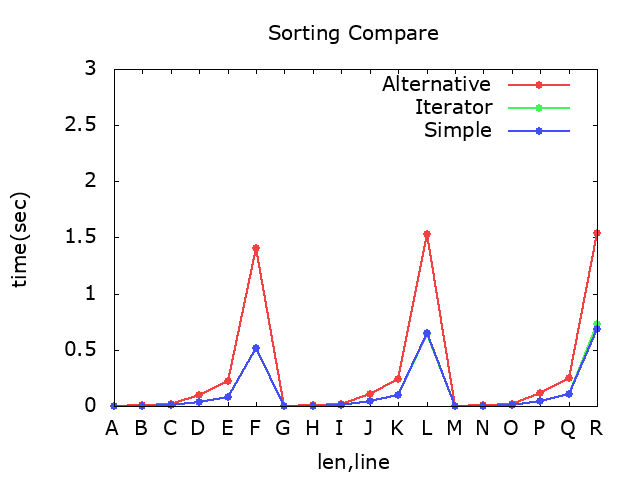 Sorting Compare
3
2.5
2
1.5
1
0.5
0
time(sec)
Alternative
Iterator
Simple
A B C D E F G H I J K L M N O P Q R
len,line